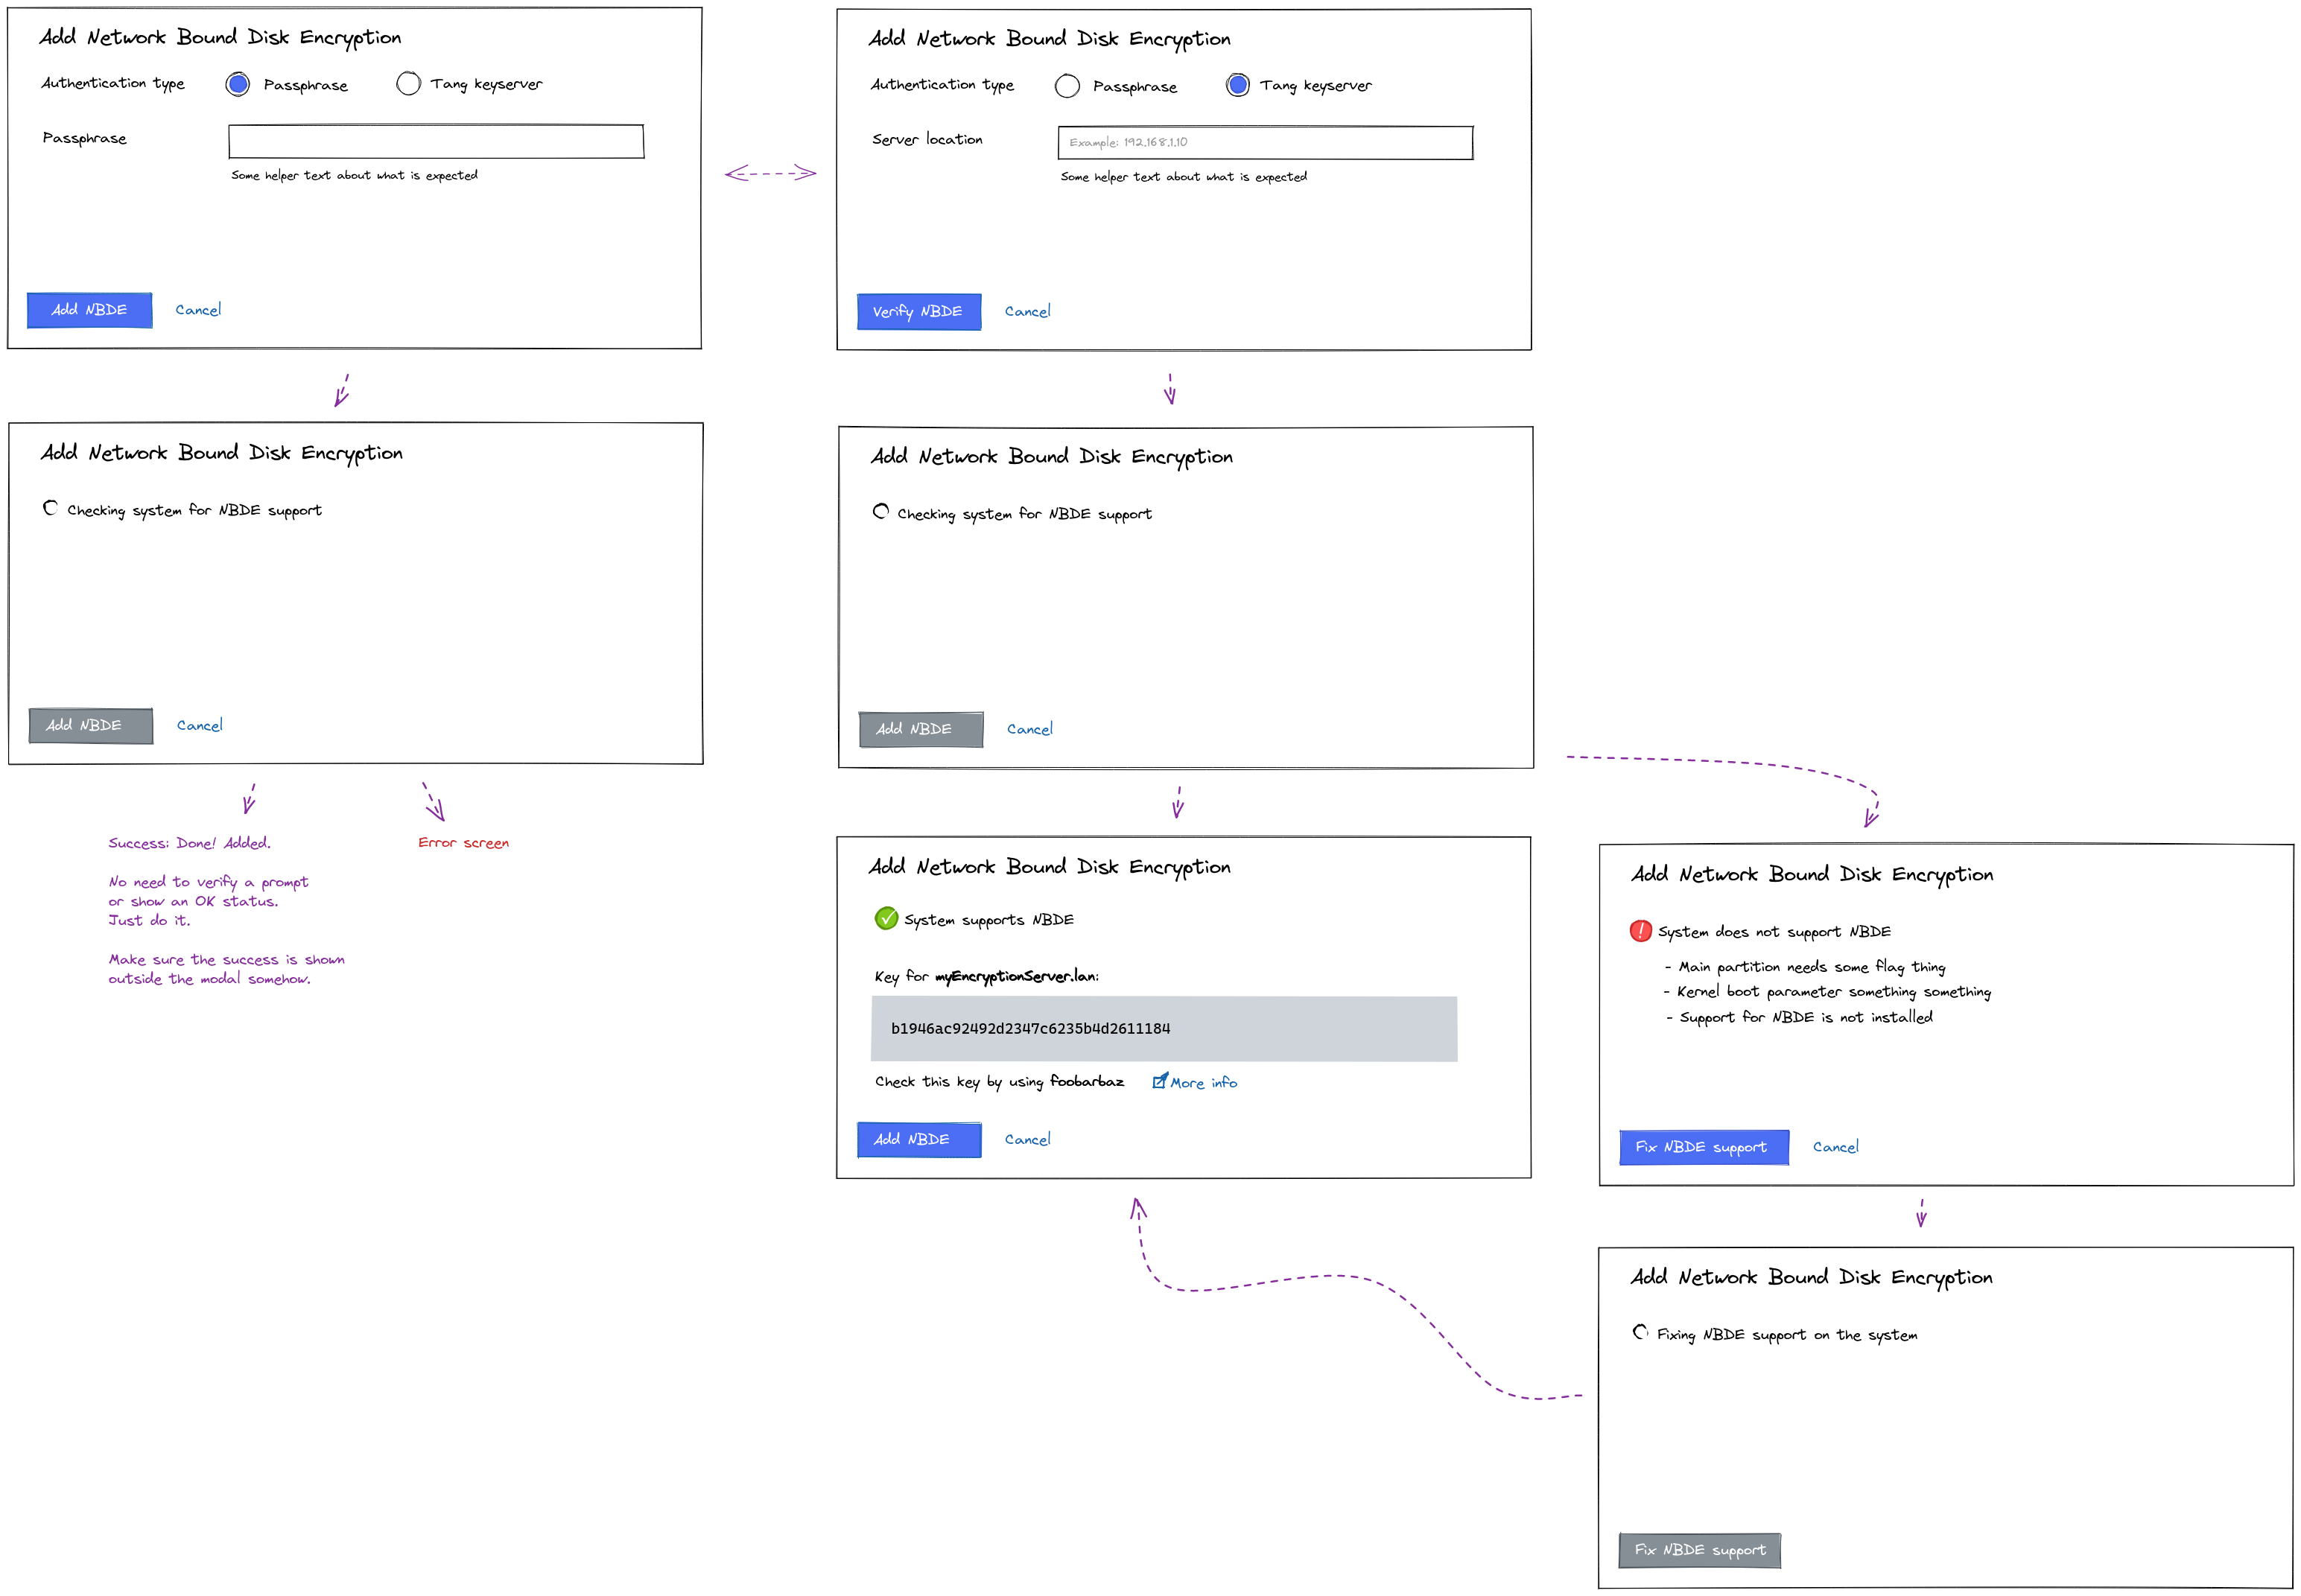 Add Network Bound Disk Encryption
Authentication type Passphrase Tang keyserver
Passphrase
Some helper text about what is expected
Add NBDE Cancel
Add Network Bound Disk Encryption
Authentication type Passphrase Tang keyserver
Server location Example: 192.168.1.10
Some helper text about what is expected
Verify NBDE Cancel
Add Network Bound Disk Encryption
Checking system for NBDE support
Add NBDE Cancel
Add Network Bound Disk Encryption
Checking system for NBDE support
Add NBDE Cancel
Success: Done! Added.
No need to verify a prompt
or show an OK status.
Just do it.
Make sure the success is shown
outside the modal somehow.
Error screen
Add Network Bound Disk Encryption
System supports NBDE
Key for myEncryptionServer.lan:
b1946ac92492d2347c6235b4d2611184
Check this key by using foobarbaz More info
Add NBDE Cancel
Add Network Bound Disk Encryption
System does not support NBDE
- Main partition needs some flag thing
- Kernel boot parameter something something
- Support for NBDE is not installed
Fix NBDE support Cancel
Add Network Bound Disk Encryption
Fixing NBDE support on the system
Fix NBDE support